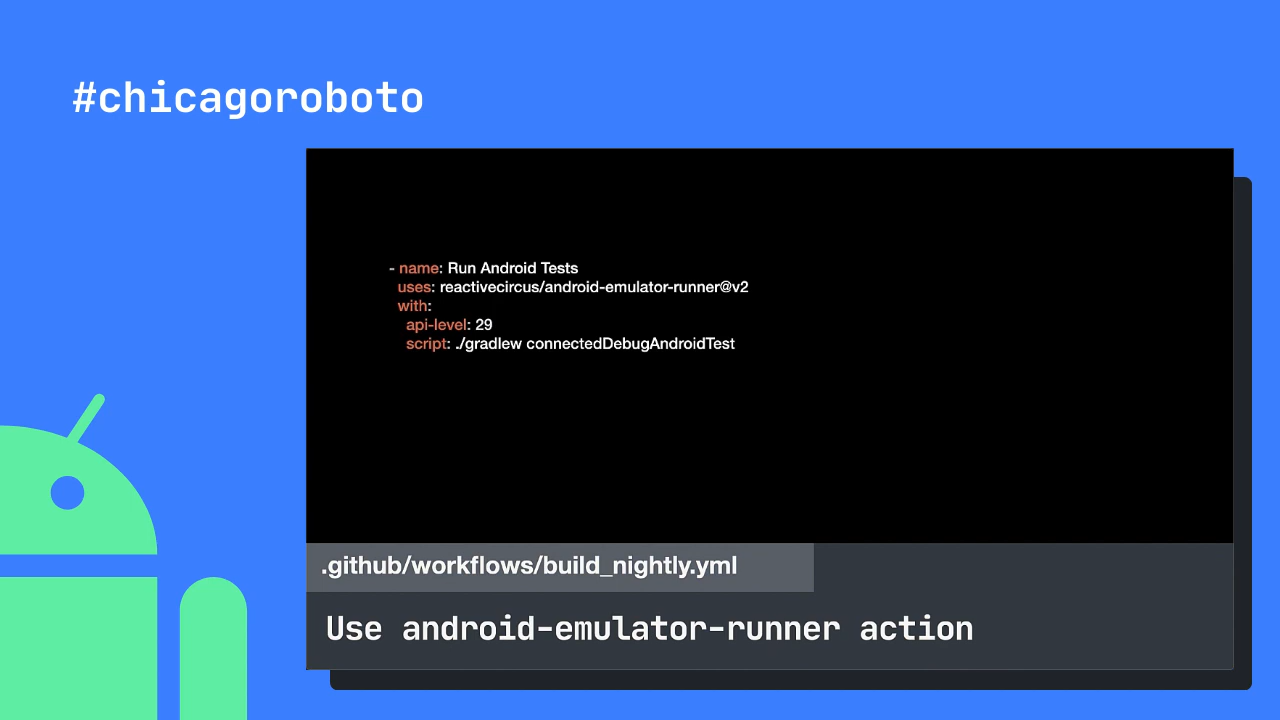 #chicagoroboto
- name: Run Android Tests
uses: reactivecircus/android-emulator-runner@v2
with:
api-level: 29
script: ./gradlew connectedDebugAndroidTest
.github/workflows/build_nightly.yml
Use android-emulator-runner action